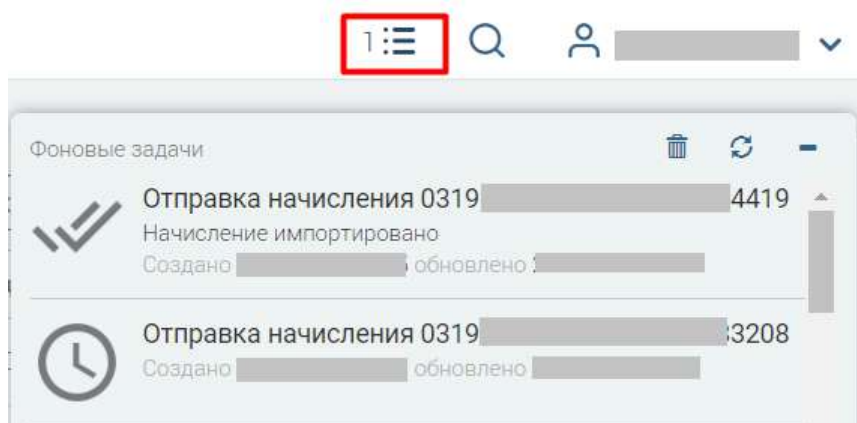 1
Фоновые задачи
Отправка начисления 0319 4419
Начисление импортировано
Создано обновлено
Отправка начисления 0319 3208
Создано обновлено